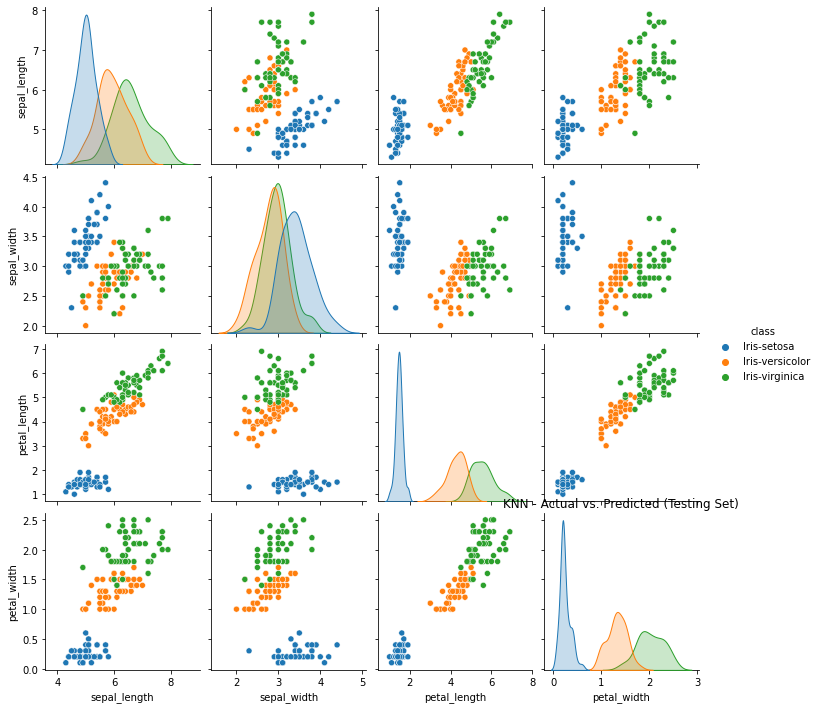 8
7
6
5
sepal_length
4.5
4.0
3.5
3.0
2.5
2.0
sepal_width
class
Iris-setosa
Iris-versicolor
Iris-virginica
7
6
5
4
3
2
1
petal_length
KNN - Actual vs. Predicted (Testing Set)
2.5
2.0
1.5
1.0
0.5
0.0
petal_width
4 6 8
2 3 4 5
2 4 6 8
0 1 2 3
sepal_length
sepal_width
petal_length
petal_width